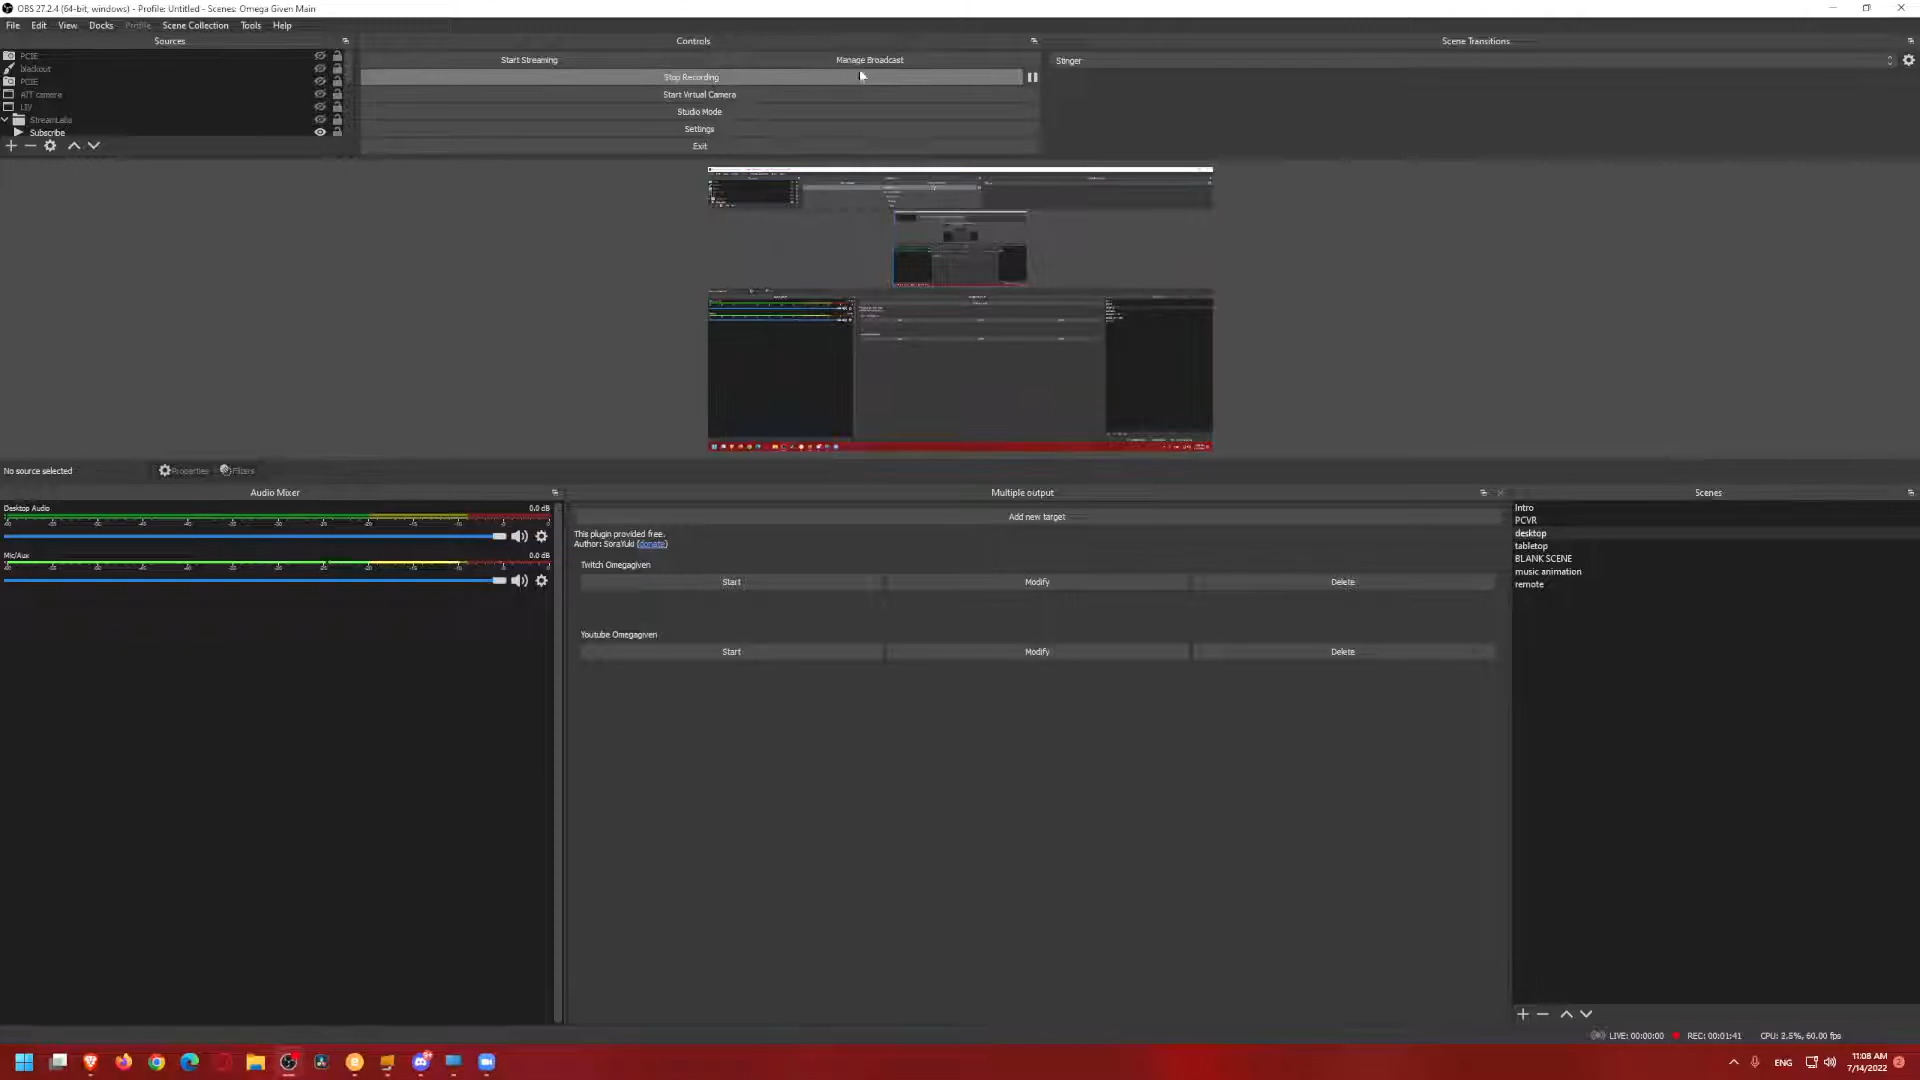 OBS 27.2.4 (64-bit, windows) - Profile: Untitled - Scenes: Omega Given Main
File Edit View Docks Profile Scene Collection Tools Help
Sources
PCIE
blackout
PCIE
AIT camera
LIV
StreamLabs
Subscribe
Controls
Start Streaming
Manage Broadcast
Stop Recording
Start Virtual Camera
Studio Mode
Settings
Exit
Scene Transitions
Stinger
No source selected
Properties
Filters
Audio Mixer
Desktop Audio 0.0 dB
Mic/Aux 0.0 dB
Multiple output
Add new target
This plugin provided free.
Author: SoraYuki (donate)
Twitch Omegagiven
Start Modify Delete
Youtube Omegagiven
Start Modify Delete
Scenes
Intro
PCVR
desktop
tabletop
BLANK SCENE
music animation
remote
LIVE: 00:00:00 REC: 00:01:41 CPU: 2.5%, 60.00 fps
ENG
11:08 AM
7/14/2022
2